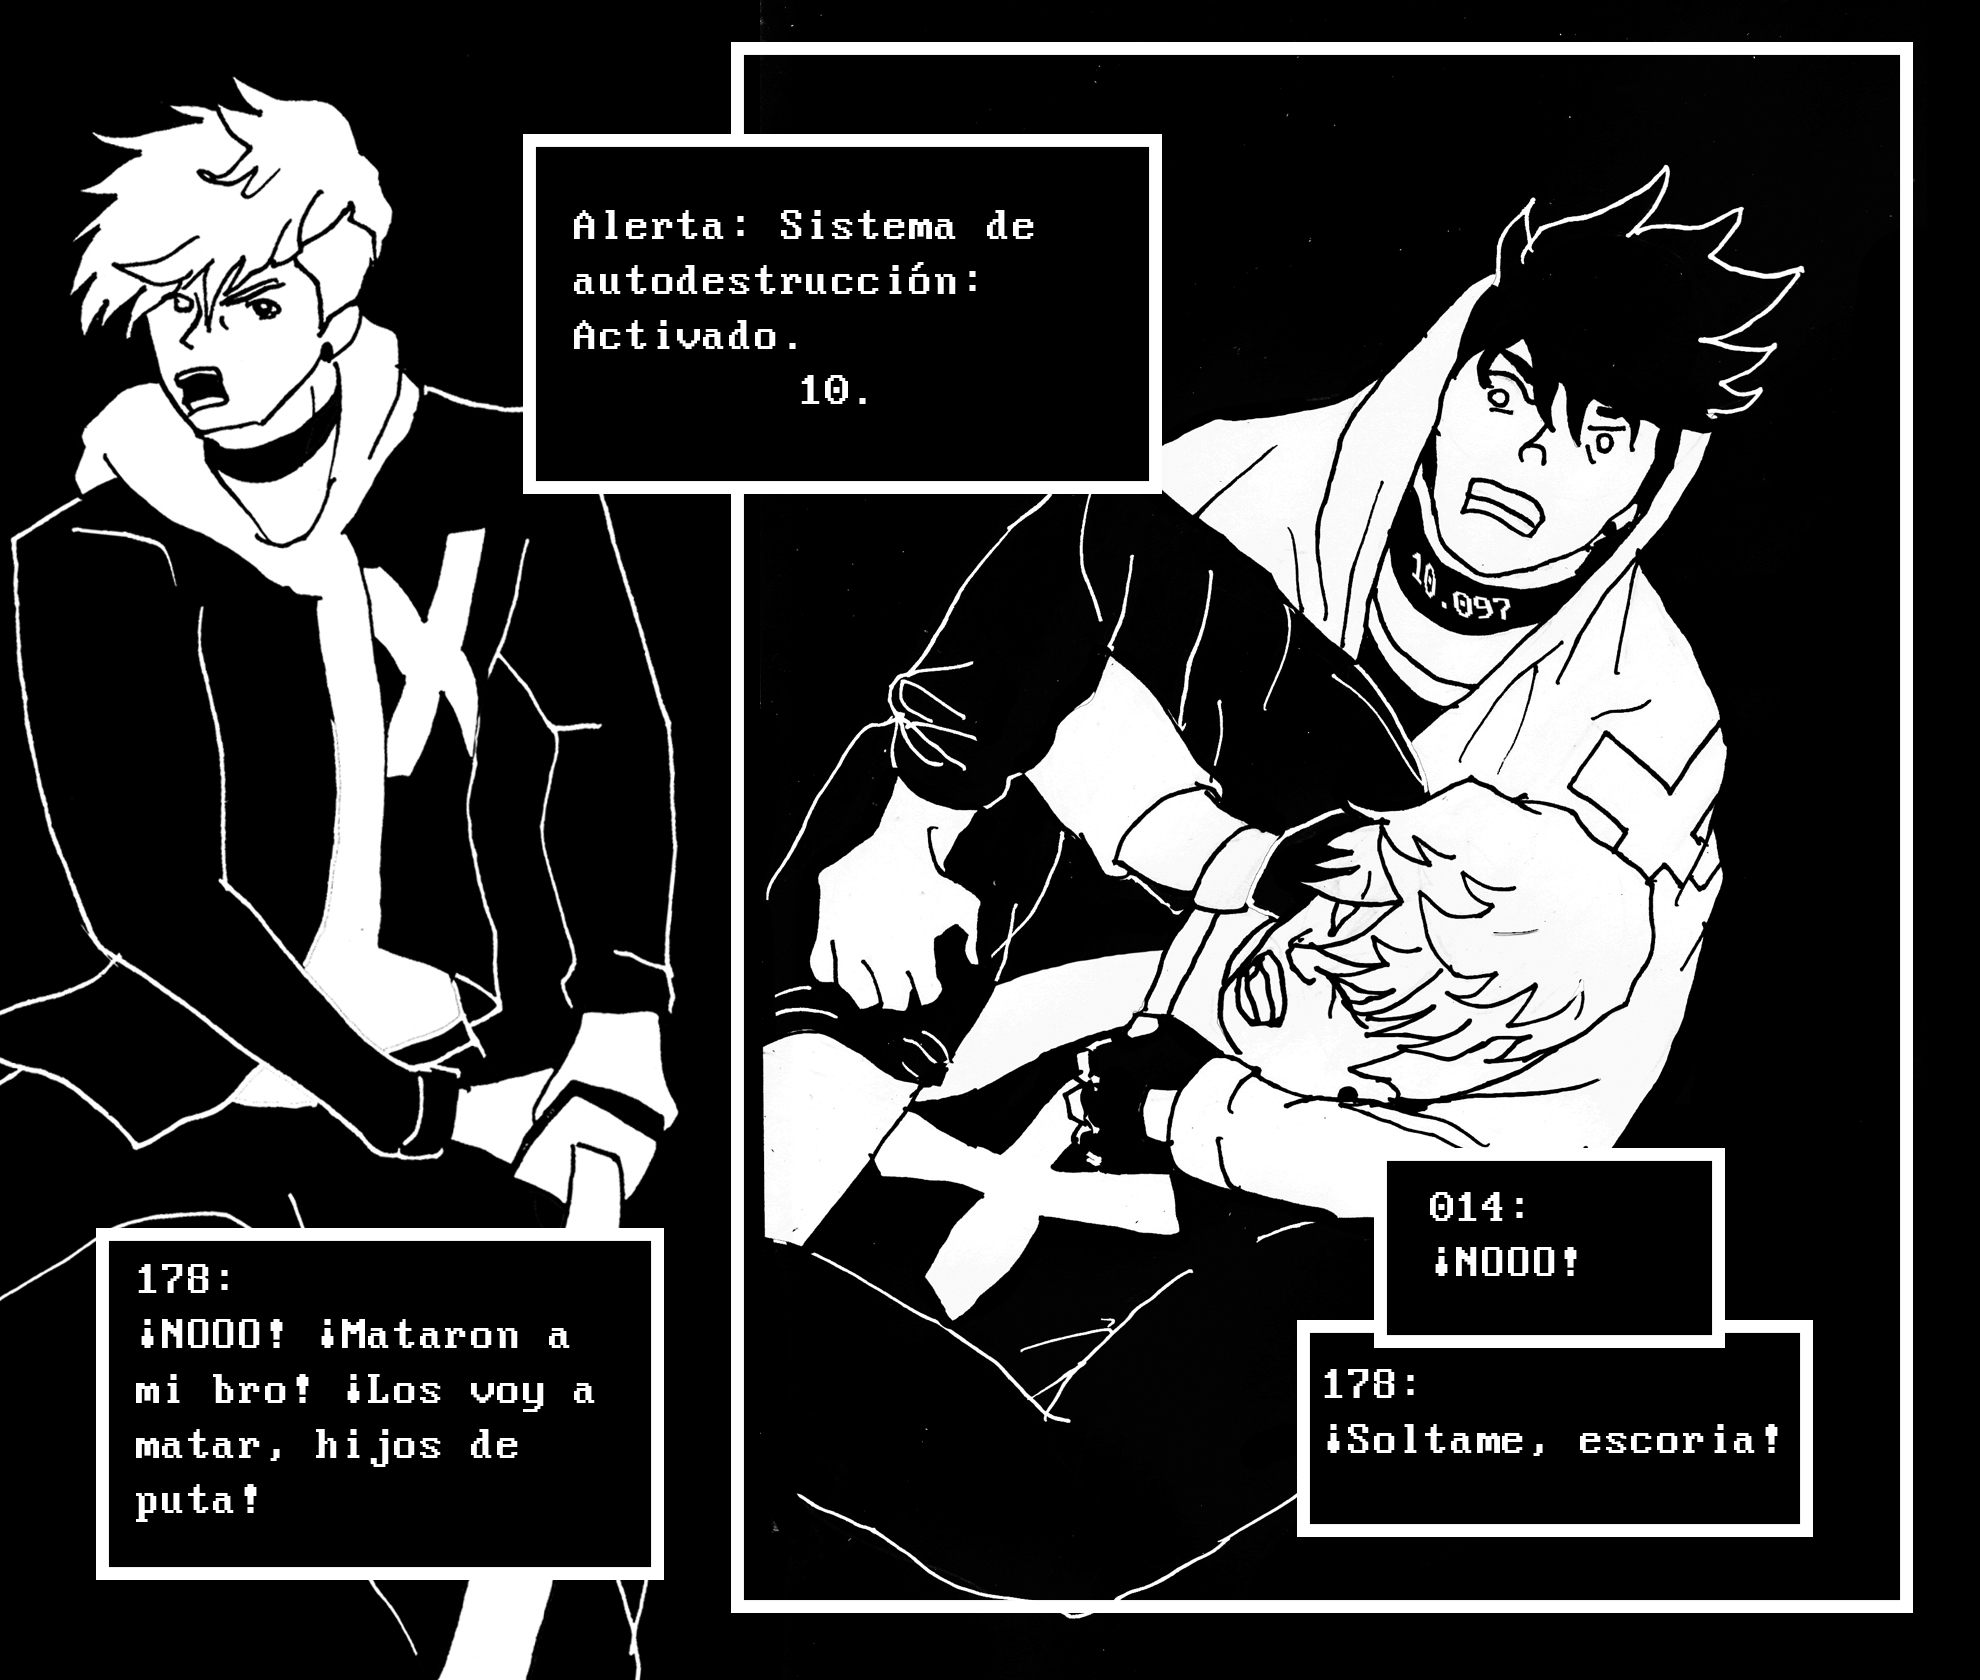 Alerta: Sistema de
autodestrucción:
Activado.
10.
10.097
178:
¡NOOO! ¡Mataron a
mi bro! ¡Los voy a
matar, hijos de
puta!
014:
¡NOOO!
178:
¡Soltame, escoria!